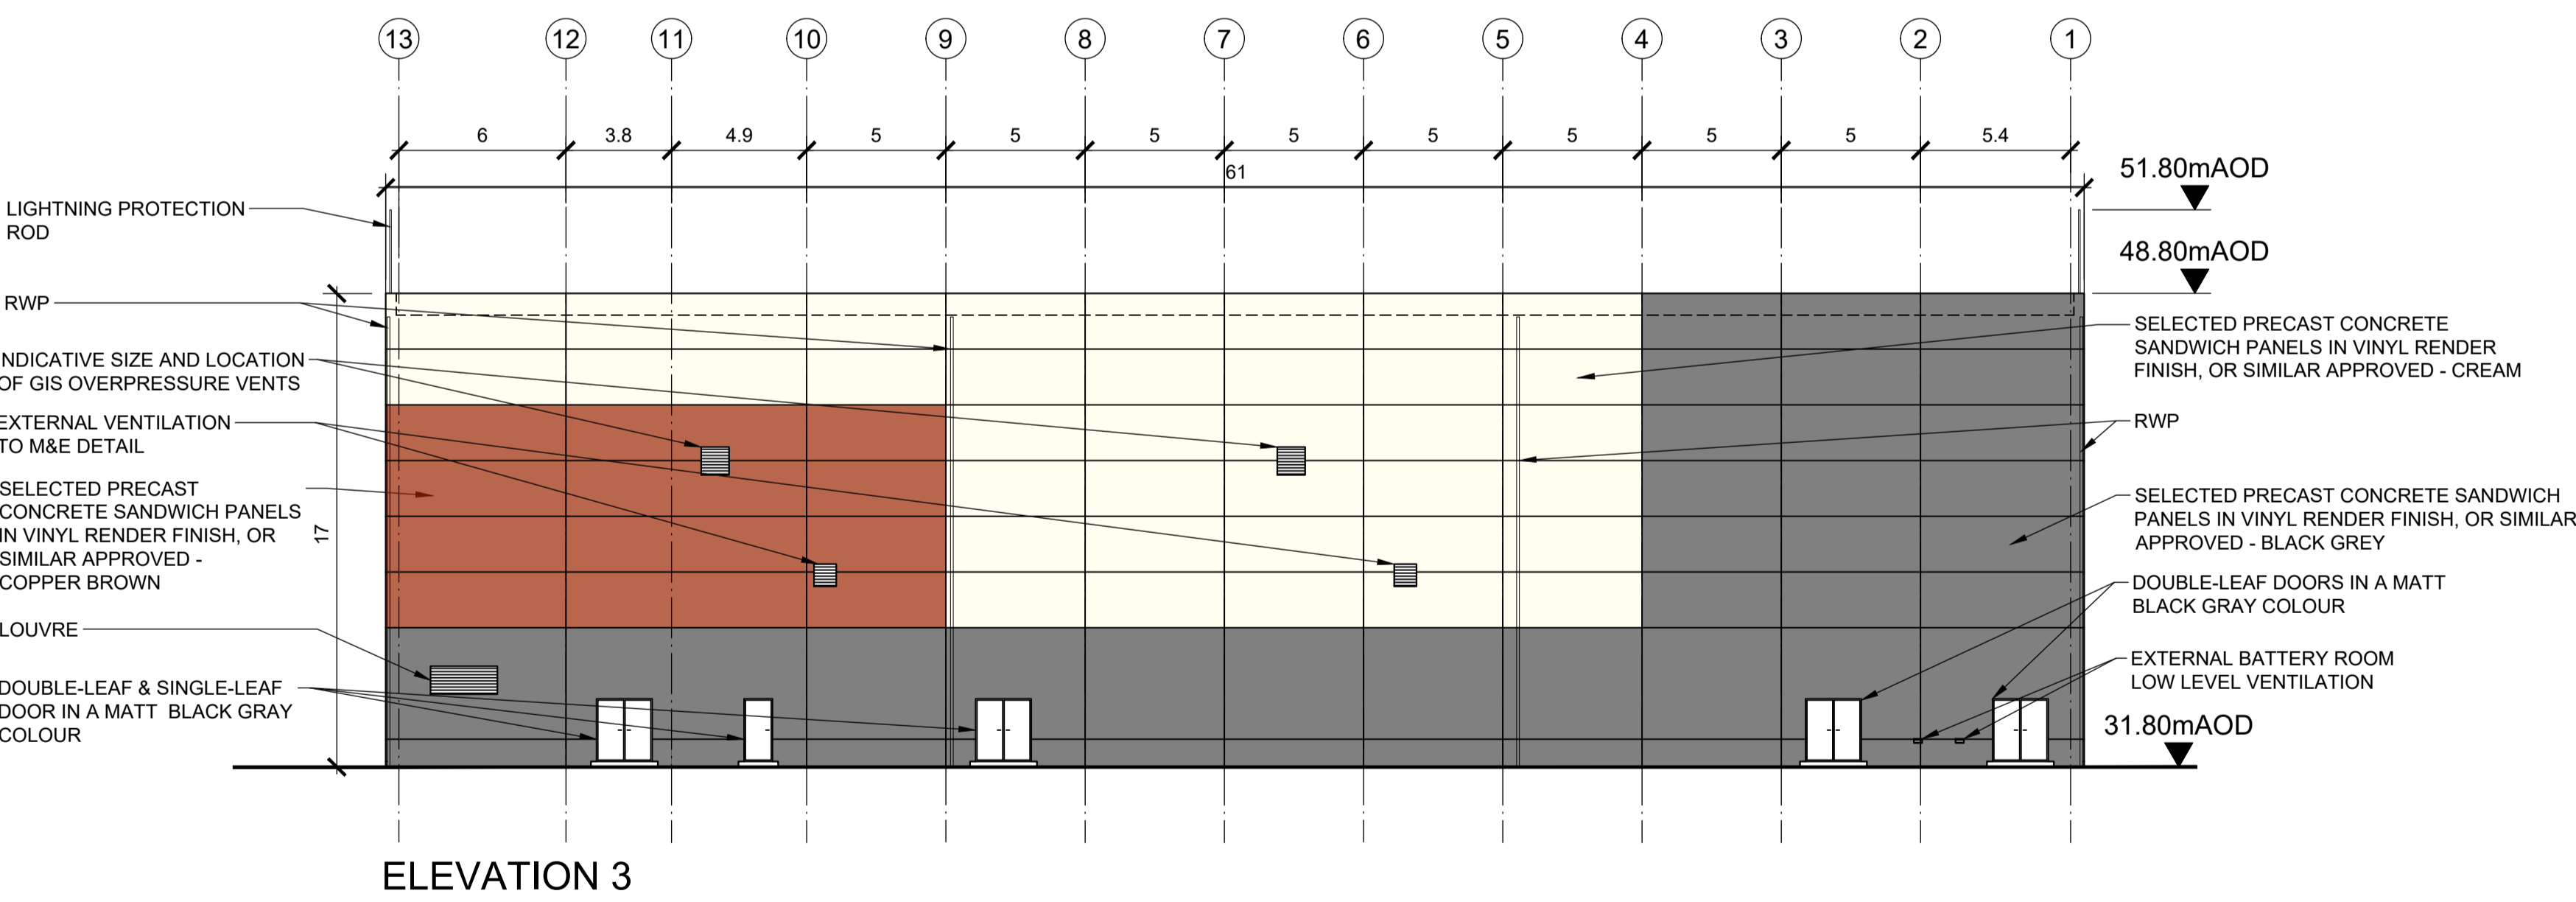 13 12 11 10 9 8 7 6 5 4 3 2 1
6 3.8 4.9 5 5 5 5 5 5 5 5 5.4
61
51.80mAOD
48.80mAOD
31.80mAOD
17
LIGHTNING PROTECTION
ROD
RWP
INDICATIVE SIZE AND LOCATION
OF GIS OVERPRESSURE VENTS
EXTERNAL VENTILATION
TO M&E DETAIL
SELECTED PRECAST
CONCRETE SANDWICH PANELS
IN VINYL RENDER FINISH, OR
SIMILAR APPROVED -
COPPER BROWN
LOUVRE
DOUBLE-LEAF & SINGLE-LEAF
DOOR IN A MATT BLACK GRAY
COLOUR
SELECTED PRECAST CONCRETE
SANDWICH PANELS IN VINYL RENDER
FINISH, OR SIMILAR APPROVED - CREAM
RWP
SELECTED PRECAST CONCRETE SANDWICH
PANELS IN VINYL RENDER FINISH, OR SIMILAR
APPROVED - BLACK GREY
DOUBLE-LEAF DOORS IN A MATT
BLACK GRAY COLOUR
EXTERNAL BATTERY ROOM
LOW LEVEL VENTILATION
ELEVATION 3